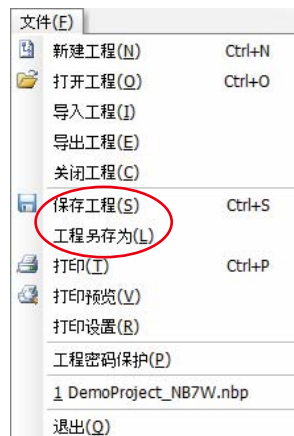 文件(F)
新建工程(N) Ctrl+N
打开工程(O) Ctrl+O
导入工程(I)
导出工程(E)
关闭工程(C)
保存工程(S) Ctrl+S
工程另存为(L)
打印(T) Ctrl+P
打印预览(V)
打印设置(R)
工程密码保护(P)
1 DemoProject_NB7W.nbp
退出(Q)